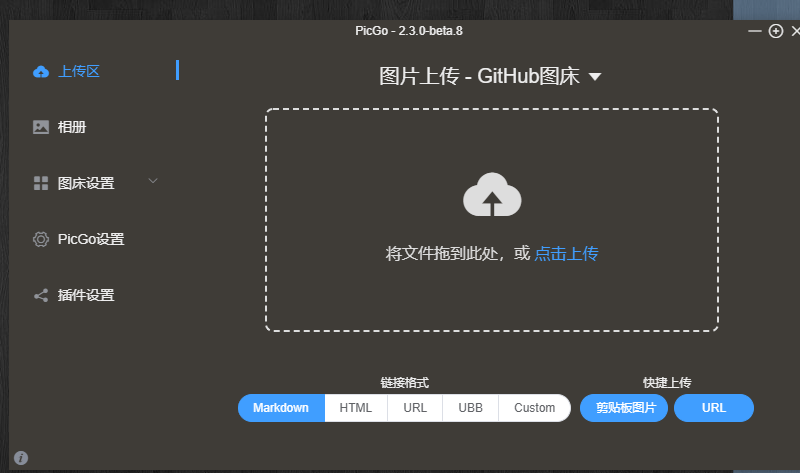 PicGo - 2.3.0-beta.8
上传区
相册
图床设置
PicGo设置
插件设置
图片上传 - GitHub图床
将文件拖到此处，或 点击上传
链接格式
Markdown HTML URL UBB Custom
快捷上传
剪贴板图片 URL